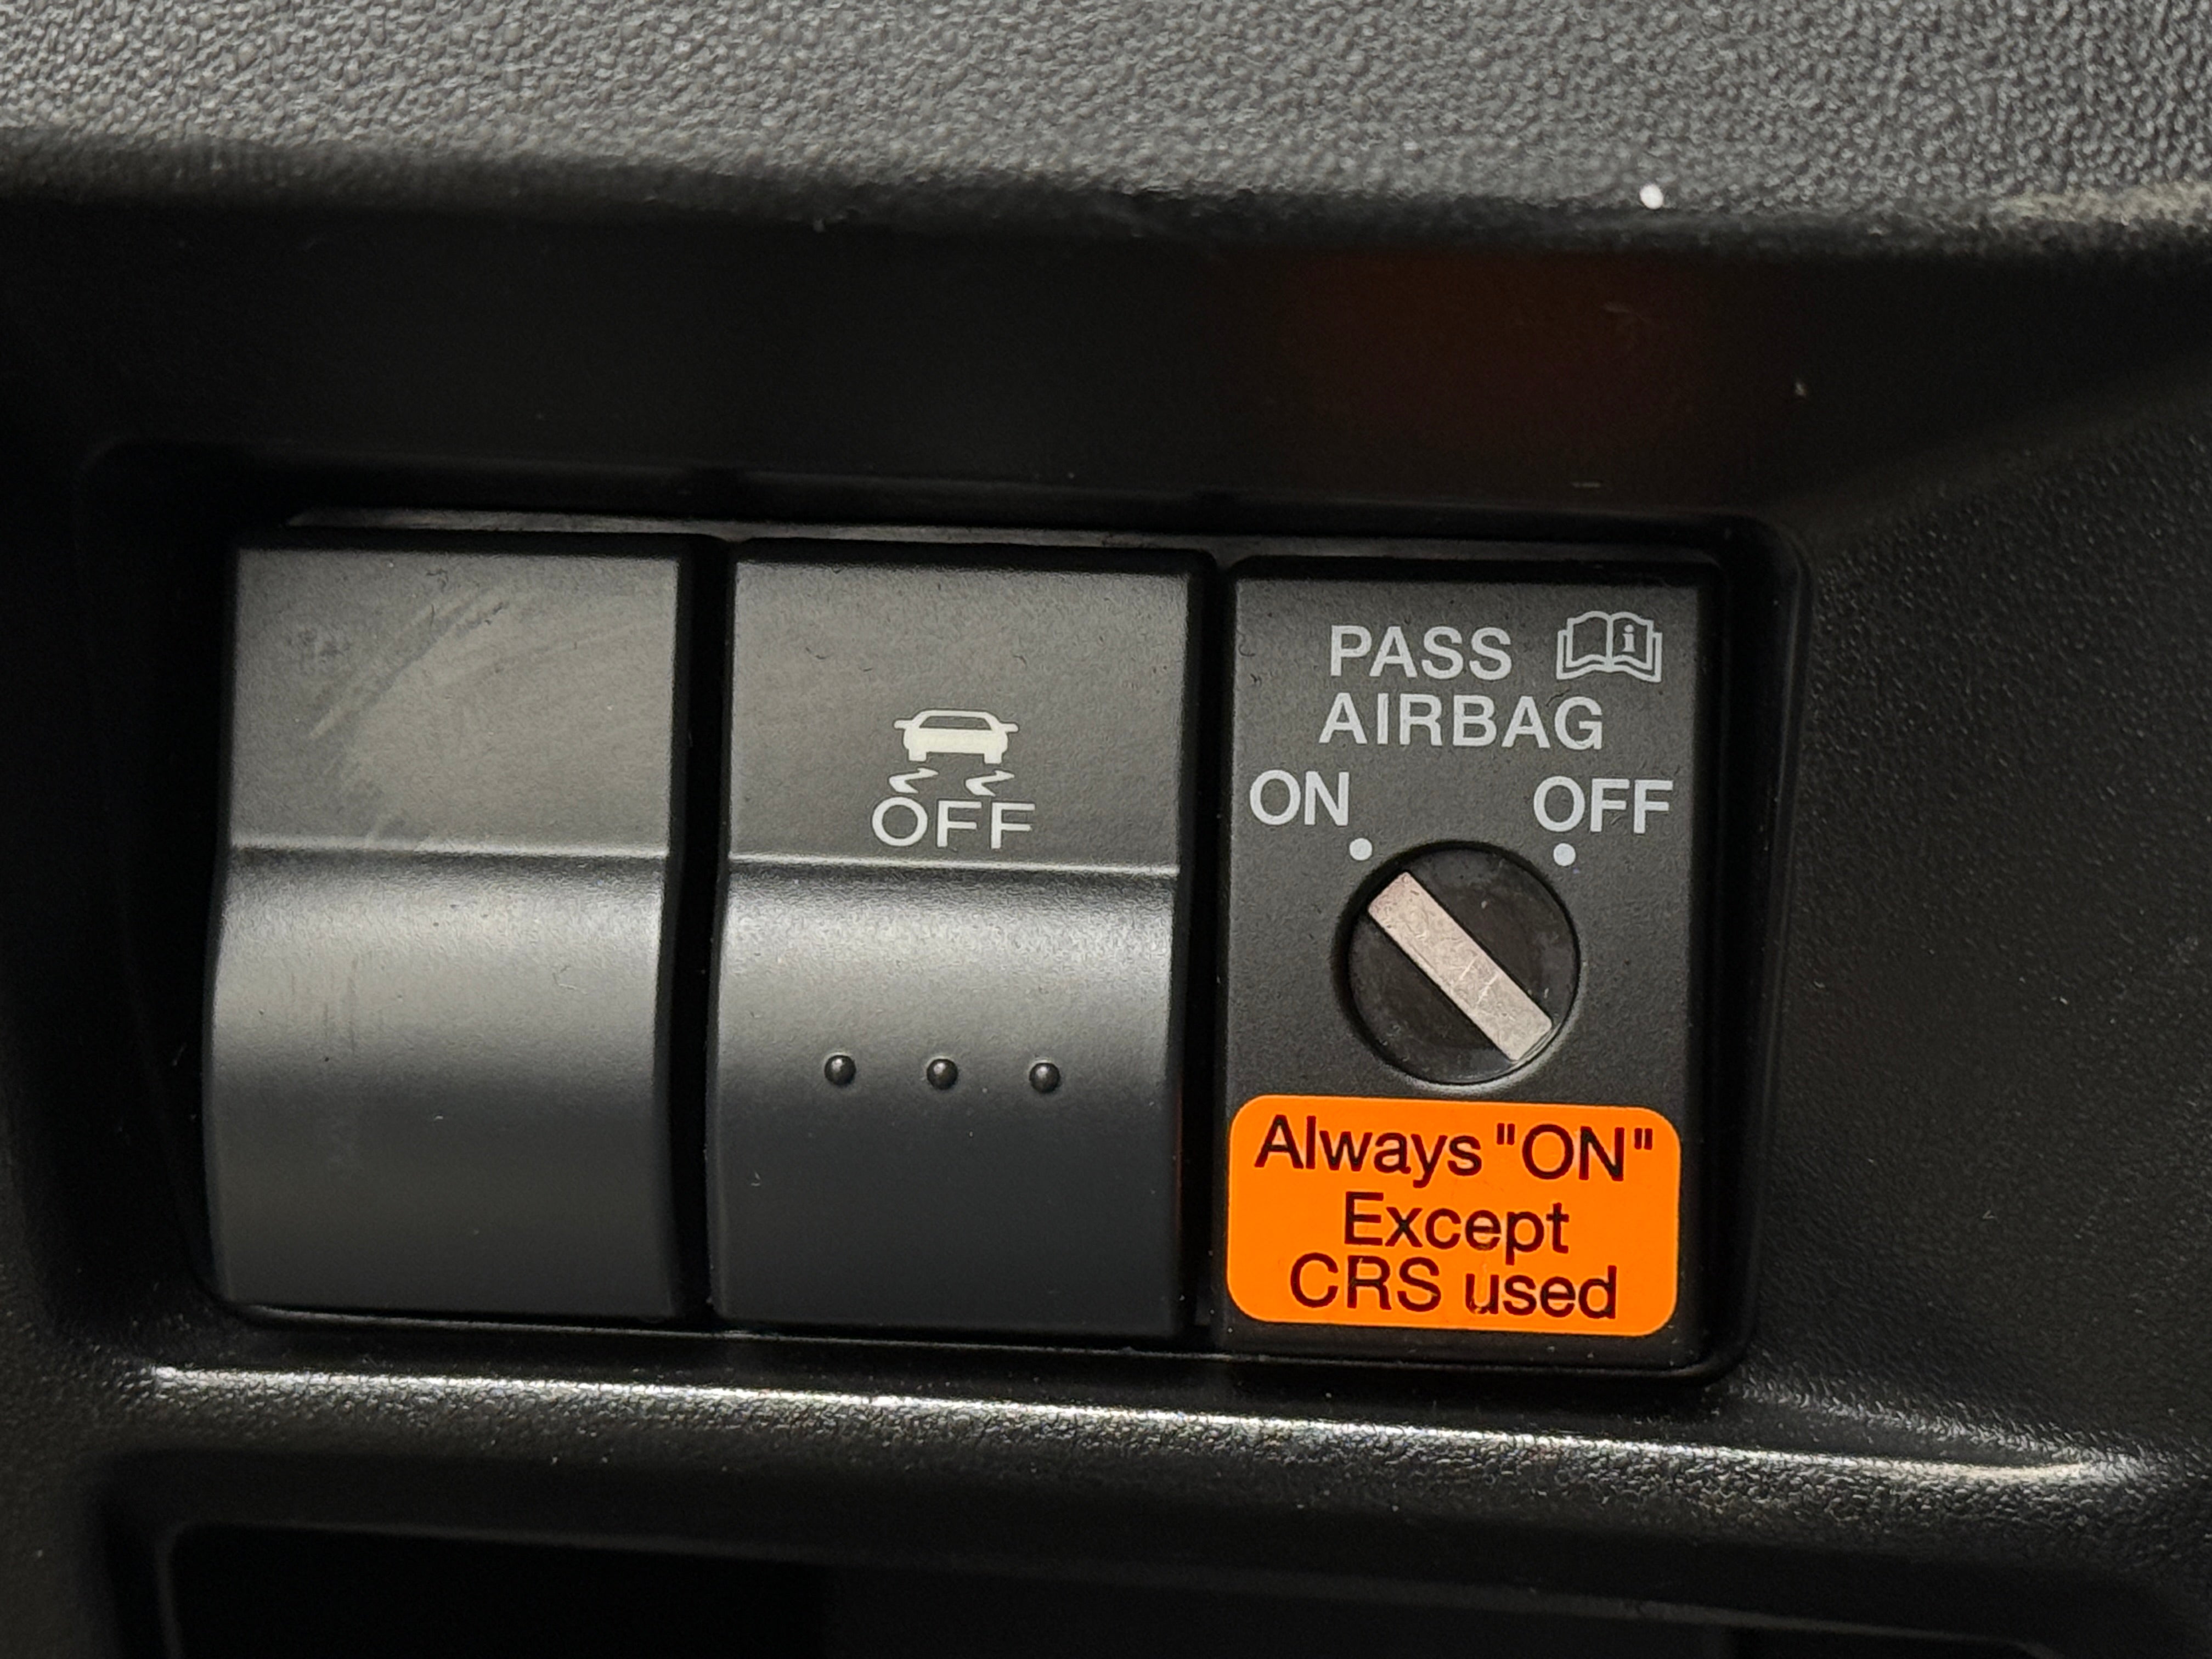 OFF
PASS
AIRBAG
ON OFF
Always "ON"
Except
CRS used